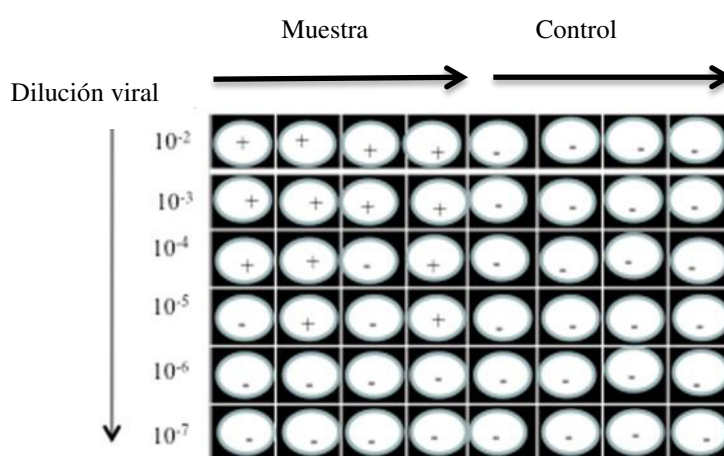 Muestra Control
Dilución viral
10⁻² + + + + - - - -
10⁻³ + + + + - - - -
10⁻⁴ + + - + - - - -
10⁻⁵ - + - + - - - -
10⁻⁶ - - - - - - - -
10⁻⁷ - - - - - - - -